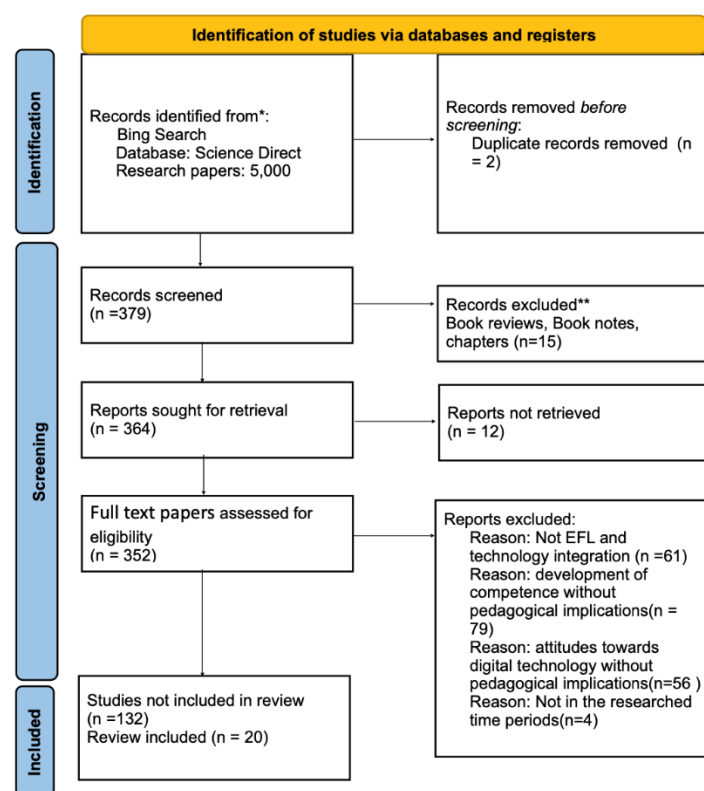 Identification of studies via databases and registers
Identification
Records identified from*:
Bing Search
Database: Science Direct
Research papers: 5,000
Records removed before
screening:
Duplicate records removed (n
= 2)
Screening
Records screened
(n =379)
Records excluded**
Book reviews, Book notes,
chapters (n=15)
Reports sought for retrieval
(n = 364)
Reports not retrieved
(n = 12)
Full text papers assessed for
eligibility
(n = 352)
Reports excluded:
Reason: Not EFL and
technology integration (n =61)
Reason: development of
competence without
pedagogical implications(n =
79)
Reason: attitudes towards
digital technology without
pedagogical implications(n=56 )
Reason: Not in the researched
time periods(n=4)
Included
Studies not included in review
(n =132)
Review included (n = 20)